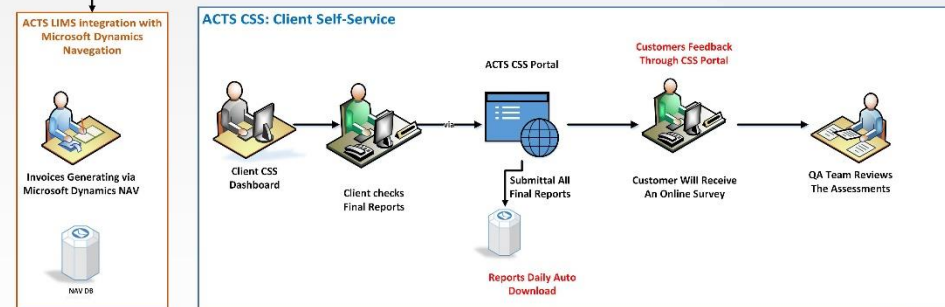 ACTS LIMS integration with
Microsoft Dynamics
Navegation
Invoices Generating via
Microsoft Dynamics NAV
NAV DB
ACTS CSS: Client Self-Service
Client CSS
Dashboard
Client checks
Final Reports
via
ACTS CSS Portal
Submittal All
Final Reports
Reports Daily Auto
Download
Customers Feedback
Through CSS Portal
Customer Will Receive
An Online Survey
QA Team Reviews
The Assessments